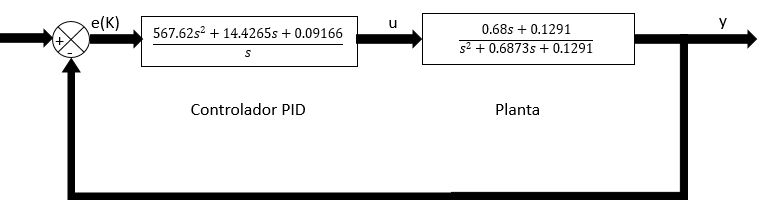 e(K)
u
y
+
-
567.62s² + 14.4265s + 0.09166
s
0.68s + 0.1291
s² + 0.6873s + 0.1291
Controlador PID
Planta